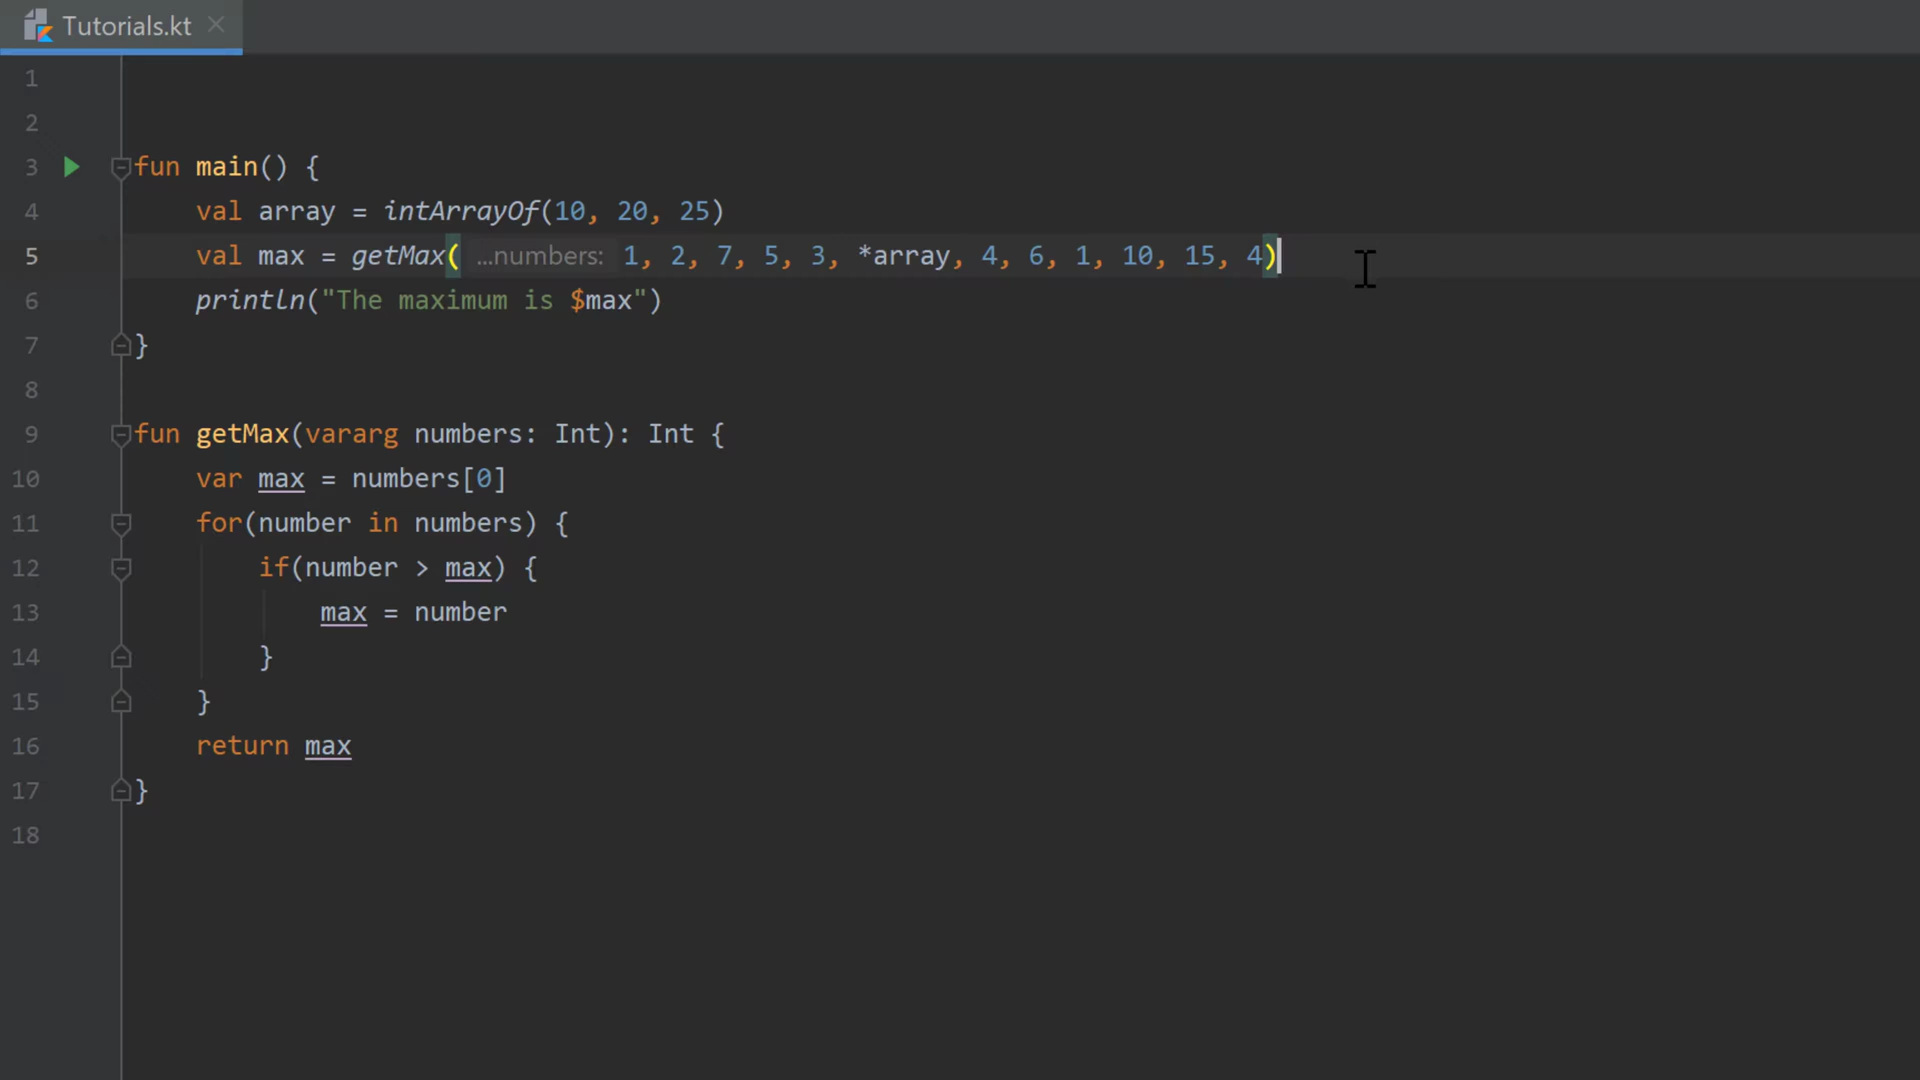 Tutorials.kt
1
2
3 fun main() {
4 val array = intArrayOf(10, 20, 25)
5 val max = getMax( ...numbers: 1, 2, 7, 5, 3, *array, 4, 6, 1, 10, 15, 4)
6 println("The maximum is $max")
7 }
8
9 fun getMax(vararg numbers: Int): Int {
10 var max = numbers[0]
11 for(number in numbers) {
12 if(number > max) {
13 max = number
14 }
15 }
16 return max
17 }
18